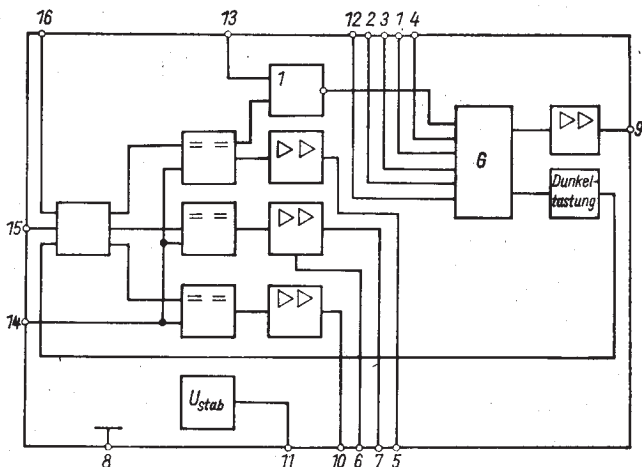 16 13 12 2 3 1 4
1
= =
▷▷
G
▷▷
9
Dunkel-
tastung
15
= =
▷▷
14
= =
▷▷
Ustab
8 11 10 6 7 5